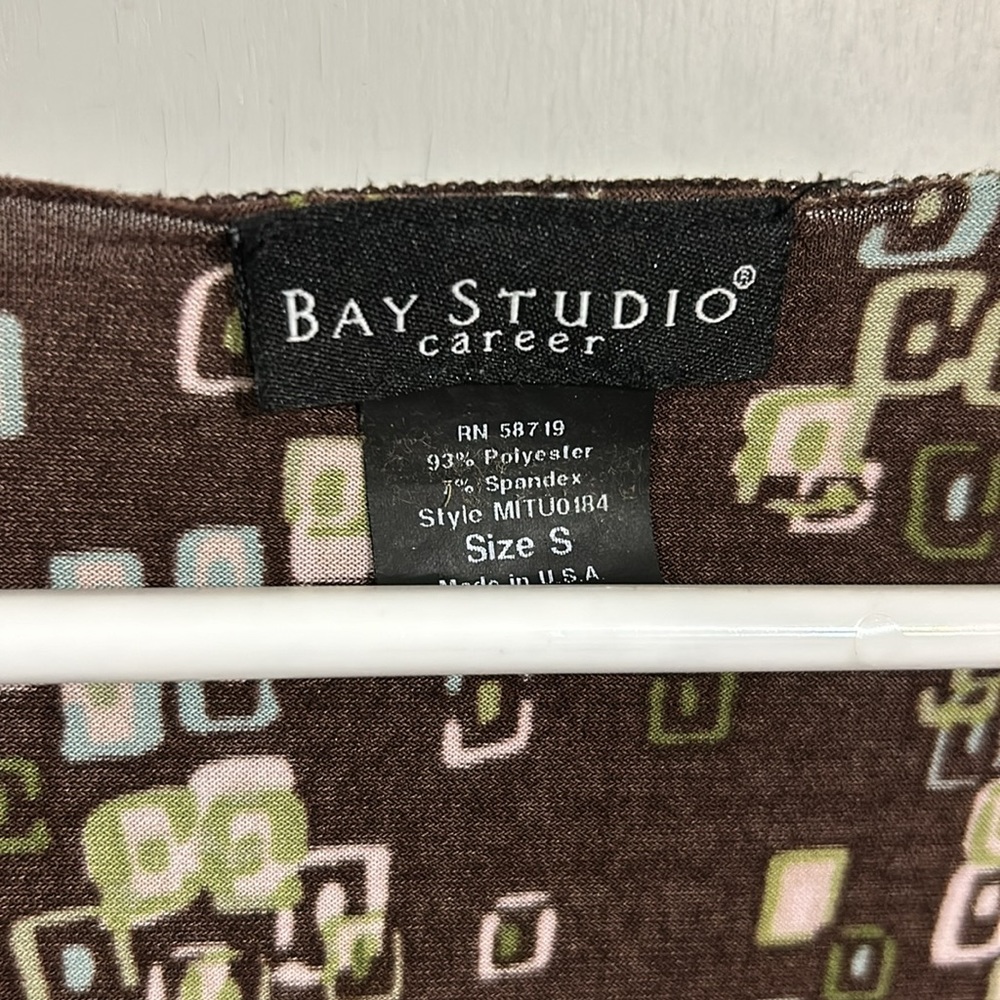 BAY STUDIO®
career
RN 58719
93% Polyester
7% Spandex
Style MITU0184
Size S
Made in U.S.A